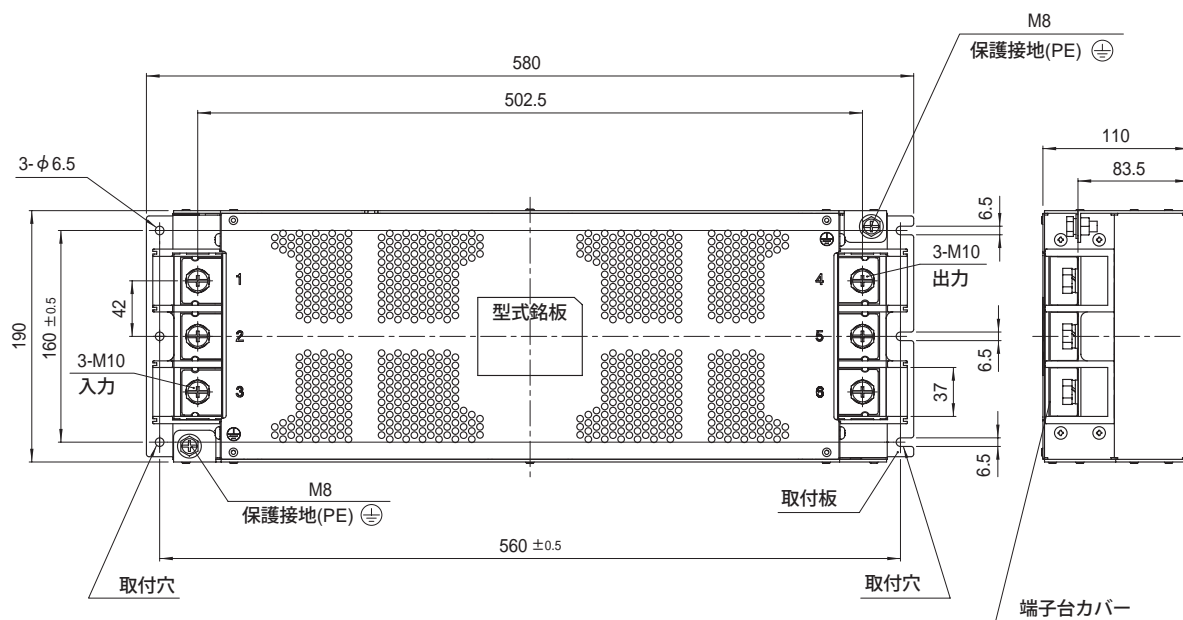 M8
保護接地(PE)
580
502.5
110
83.5
3-φ6.5
6.5
3-M10
出力
1
4
42
型式銘板
190
160 ±0.5
2
5
6.5
3-M10
入力
3
6
37
6.5
M8
保護接地(PE)
取付板
560 ±0.5
取付穴
取付穴
端子台カバー